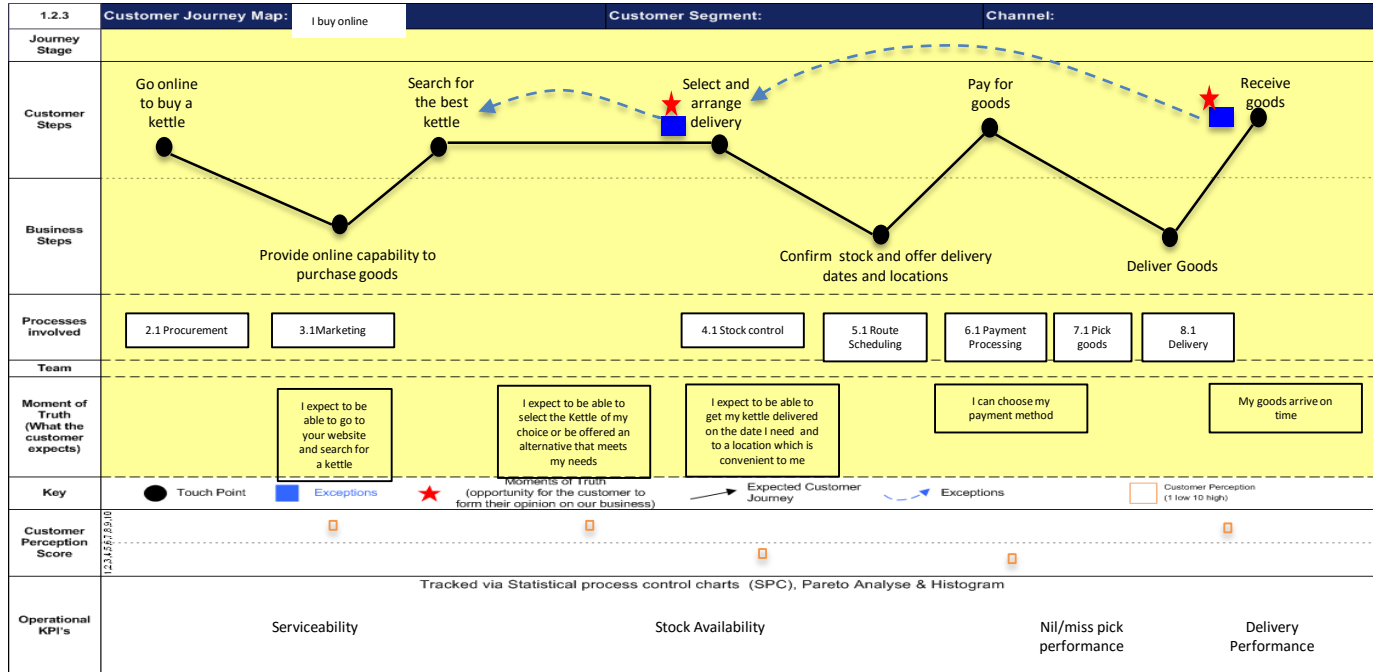 1.2.3
Customer Journey Map:
I buy online
Customer Segment:
Channel:
Journey
Stage
Customer
Steps
Go online
to buy a
kettle
Search for
the best
kettle
Select and
arrange
delivery
Pay for
goods
Receive
goods
Business
Steps
Provide online capability to
purchase goods
Confirm stock and offer delivery
dates and locations
Deliver Goods
Processes
involved
2.1 Procurement
3.1Marketing
4.1 Stock control
5.1 Route
Scheduling
6.1 Payment
Processing
7.1 Pick
goods
8.1
Delivery
Team
Moment of
Truth
(What the
customer
expects)
I expect to be
able to go to
your website
and search for
a kettle
I expect to be able to
select the Kettle of my
choice or be offered an
alternative that meets
my needs
I expect to be able to
get my kettle delivered
on the date I need and
to a location which is
convenient to me
I can choose my
payment method
My goods arrive on
time
Key
Touch Point
Exceptions
Moments of Truth
(opportunity for the customer to
form their opinion on our business)
Expected Customer
Journey
Exceptions
Customer Perception
(1 low 10 high)
Customer
Perception
Score
1,2,3,4,5,6,7,8,9,10
Tracked via Statistical process control charts (SPC), Pareto Analyse & Histogram
Operational
KPI's
Serviceability
Stock Availability
Nil/miss pick
performance
Delivery
Performance